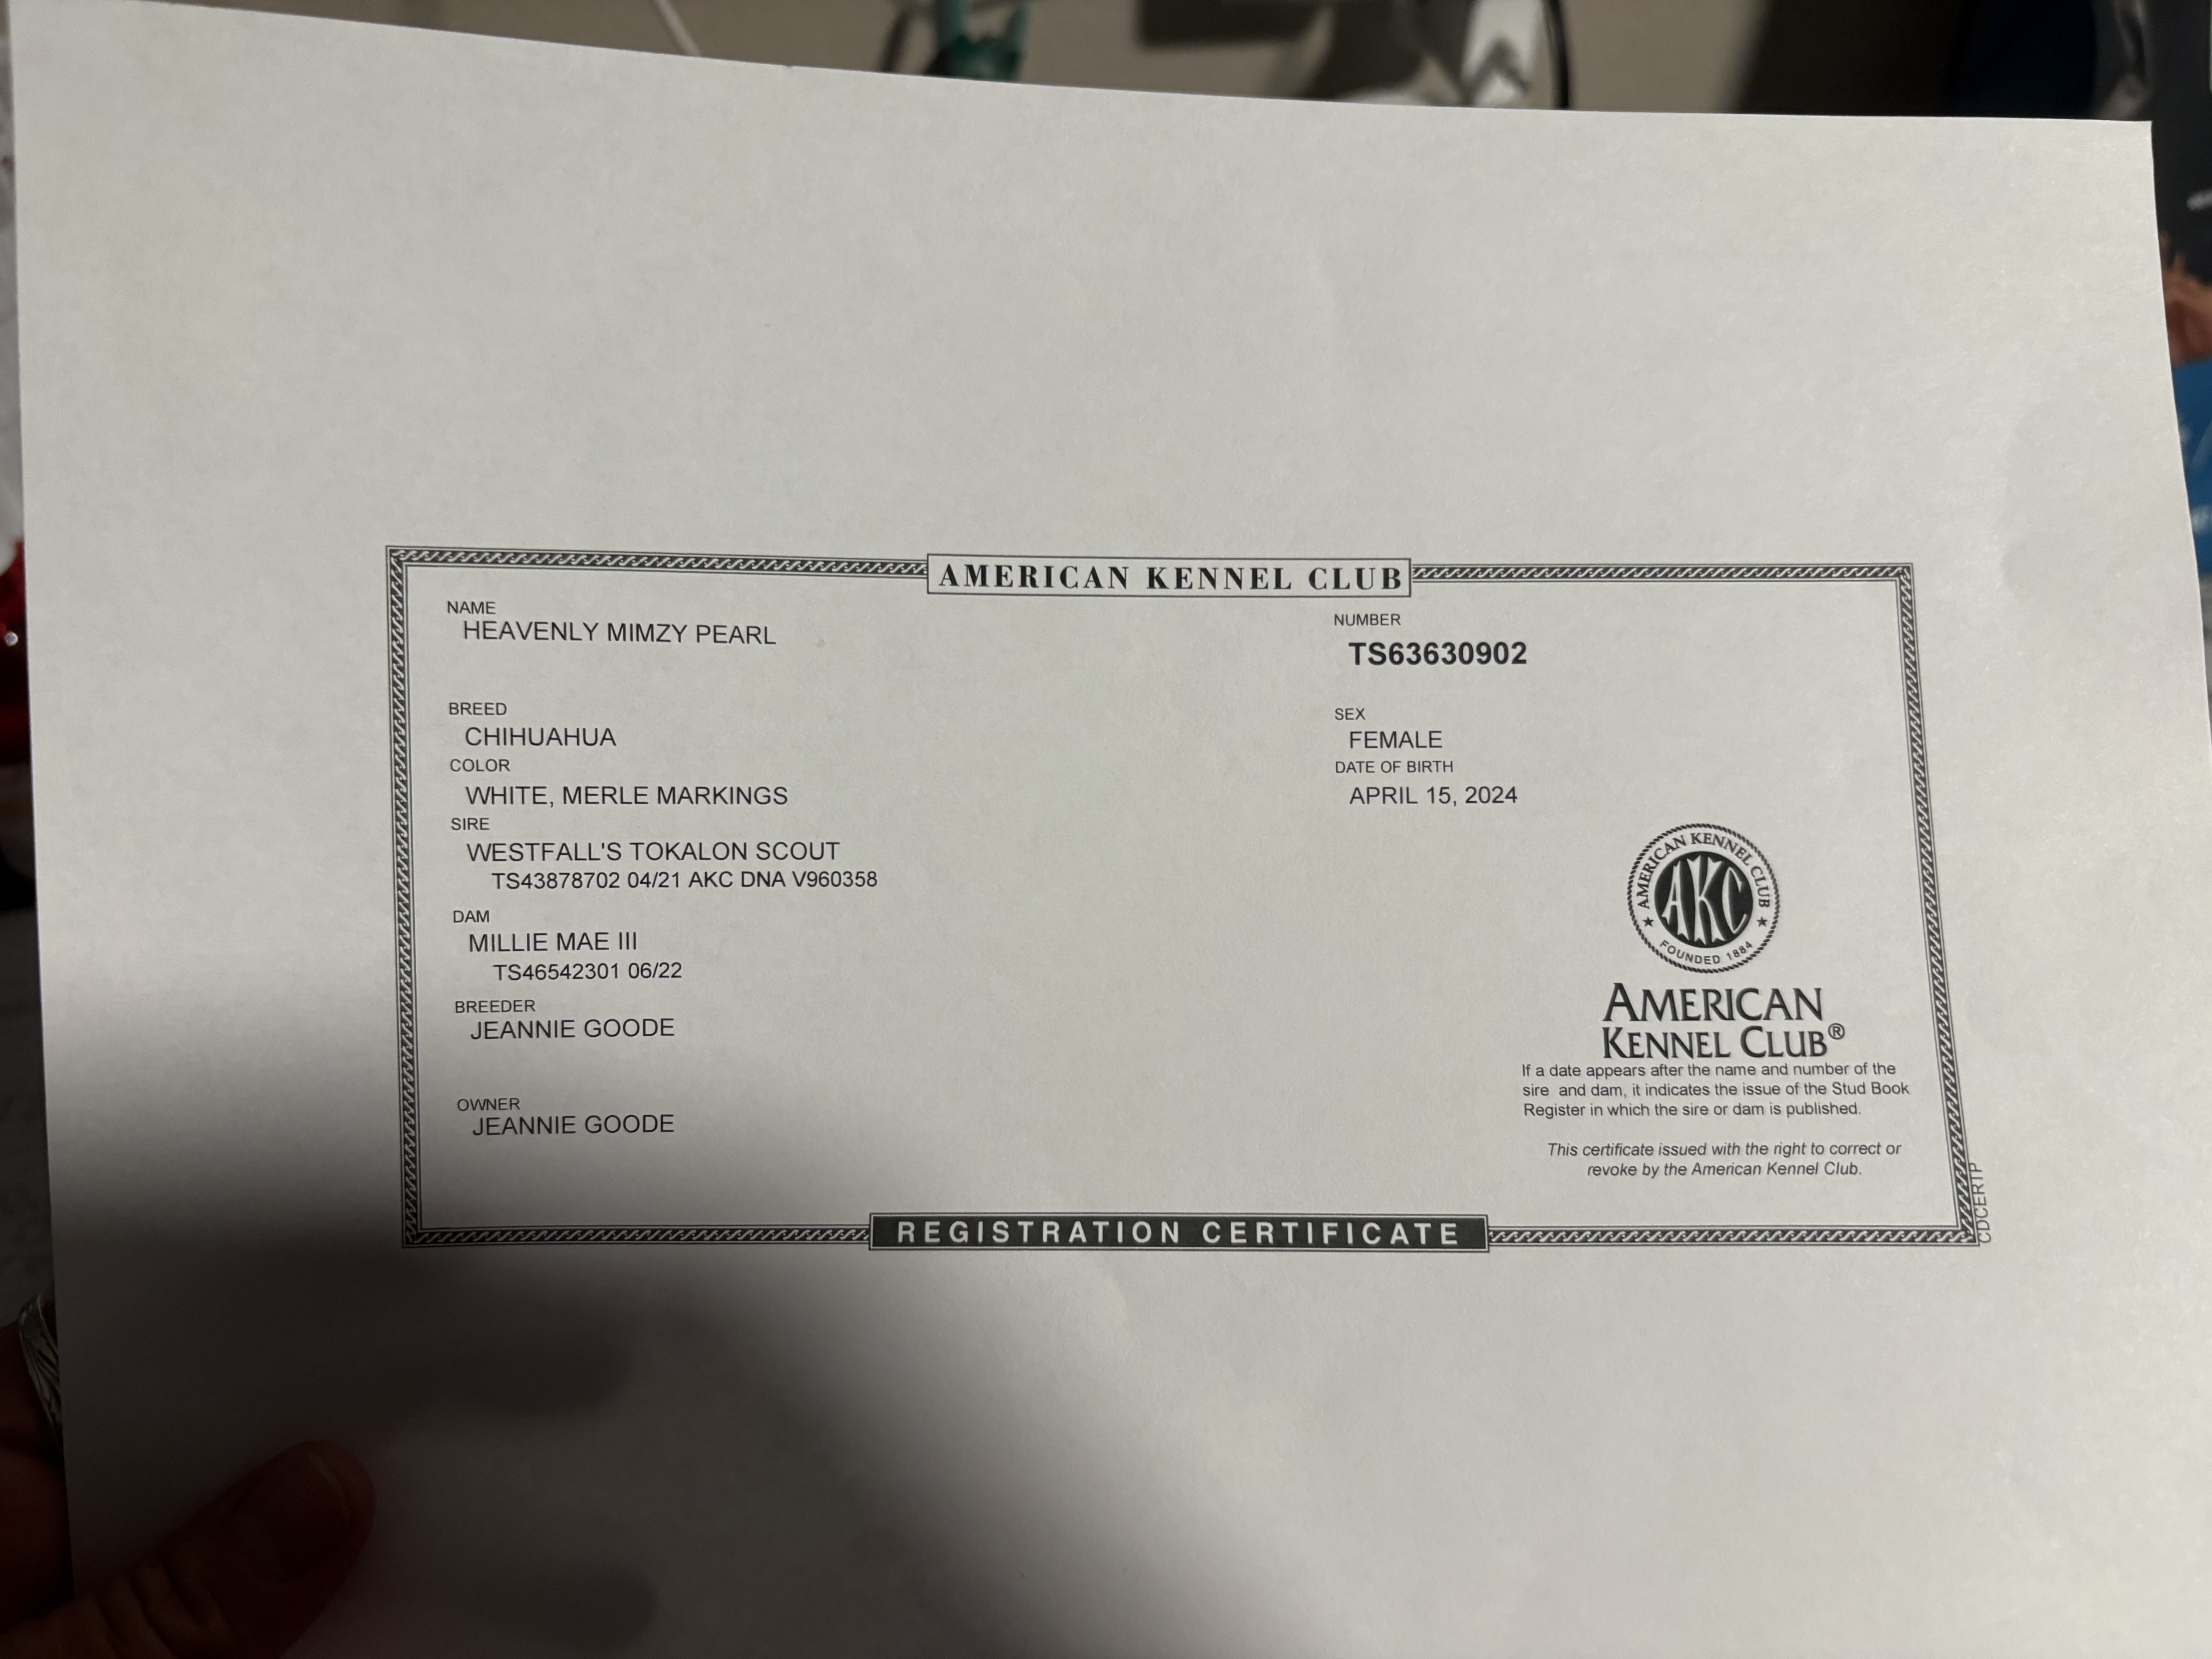 AMERICAN KENNEL CLUB
NAME
HEAVENLY MIMZY PEARL
NUMBER
TS63630902
BREED
CHIHUAHUA
SEX
FEMALE
COLOR
WHITE, MERLE MARKINGS
DATE OF BIRTH
APRIL 15, 2024
SIRE
WESTFALL'S TOKALON SCOUT
TS43878702 04/21 AKC DNA V960358
DAM
MILLIE MAE III
TS46542301 06/22
BREEDER
JEANNIE GOODE
OWNER
JEANNIE GOODE
AMERICAN KENNEL CLUB
AKC
FOUNDED 1884
AMERICAN
KENNEL CLUB®
If a date appears after the name and number of the
sire and dam, it indicates the issue of the Stud Book
Register in which the sire or dam is published.
This certificate issued with the right to correct or
revoke by the American Kennel Club.
CDCERTP
REGISTRATION CERTIFICATE